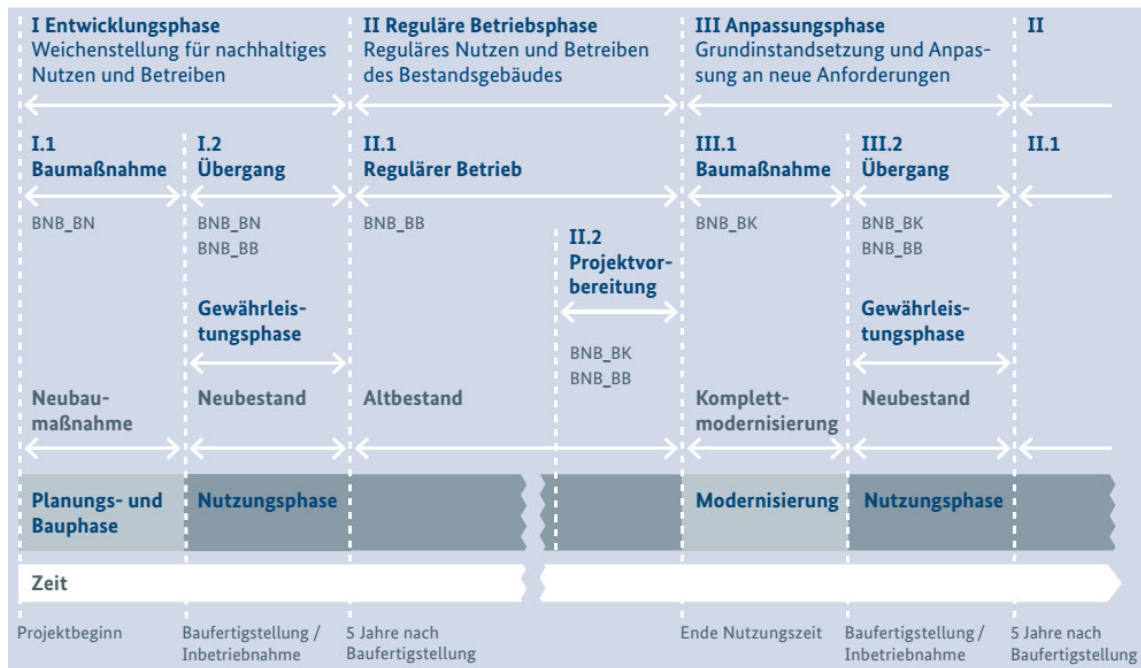 I Entwicklungsphase
Weichenstellung für nachhaltiges
Nutzen und Betreiben
II Reguläre Betriebsphase
Reguläres Nutzen und Betreiben
des Bestandsgebäudes
III Anpassungsphase
Grundinstandsetzung und Anpas-
sung an neue Anforderungen
II
I.1
Baumaßnahme
I.2
Übergang
II.1
Regulärer Betrieb
III.1
Baumaßnahme
III.2
Übergang
II.1
BNB_BN
BNB_BN
BNB_BB
BNB_BB
II.2
Projektvor-
bereitung
BNB_BK
BNB_BK
BNB_BB
Gewährleis-
tungsphase
BNB_BK
BNB_BB
Gewährleis-
tungsphase
Neubau-
maßnahme
Neubestand
Altbestand
Komplett-
modernisierung
Neubestand
Planungs- und
Bauphase
Nutzungsphase
Modernisierung
Nutzungsphase
Zeit
Projektbeginn
Baufertigstellung /
Inbetriebnahme
5 Jahre nach
Baufertigstellung
Ende Nutzungszeit
Baufertigstellung /
Inbetriebnahme
5 Jahre nach
Baufertigstellung